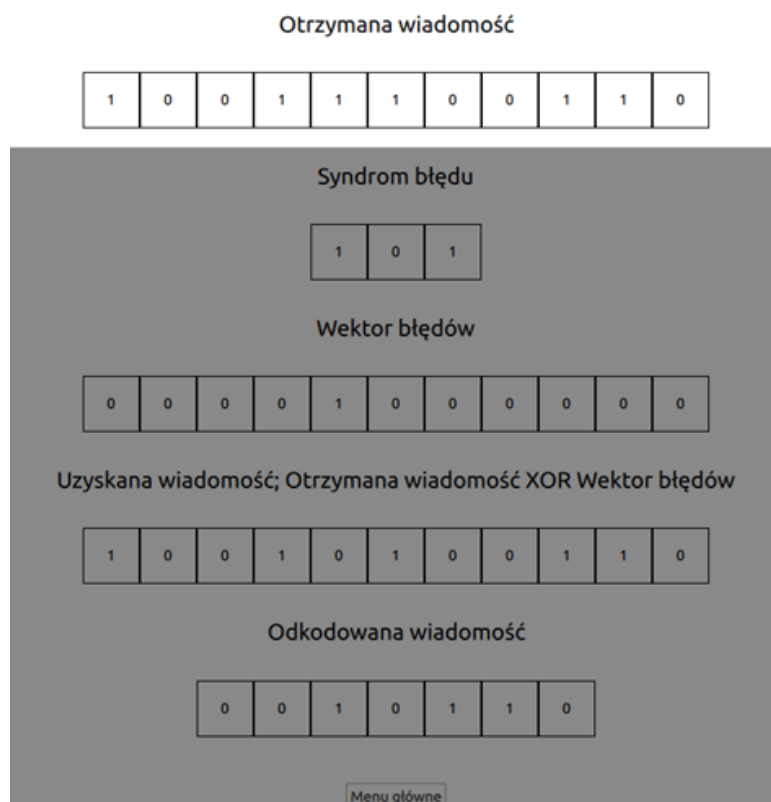 Otrzymana wiadomość
1 0 0 1 1 1 0 0 1 1 0
Syndrom błędu
1 0 1
Wektor błędów
0 0 0 0 1 0 0 0 0 0 0
Uzyskana wiadomość; Otrzymana wiadomość XOR Wektor błędów
1 0 0 1 0 1 0 0 1 1 0
Odkodowana wiadomość
0 0 1 0 1 1 0
Menu główne